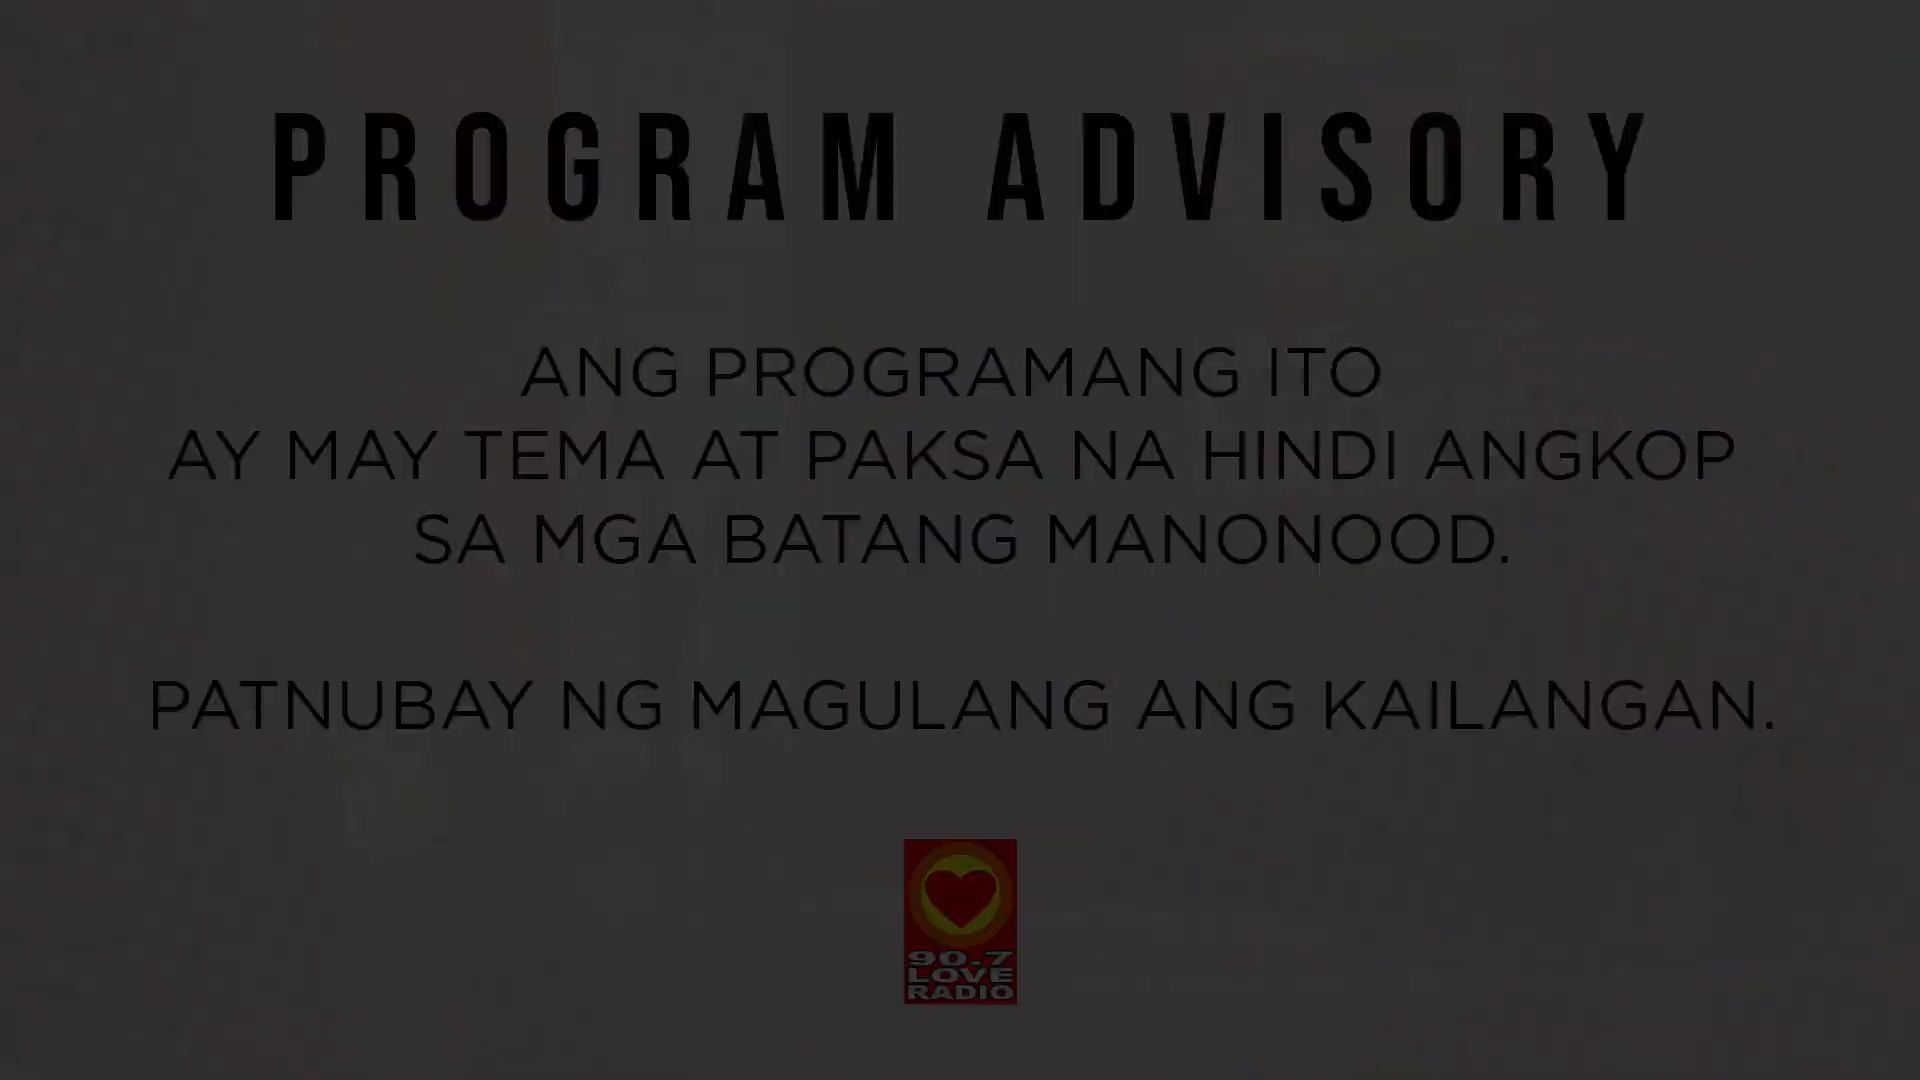 PROGRAM ADVISORY
ANG PROGRAMANG ITO
AY MAY TEMA AT PAKSA NA HINDI ANGKOP
SA MGA BATANG MANONOOD.
PATNUBAY NG MAGULANG ANG KAILANGAN.
90.7
LOVE
RADIO